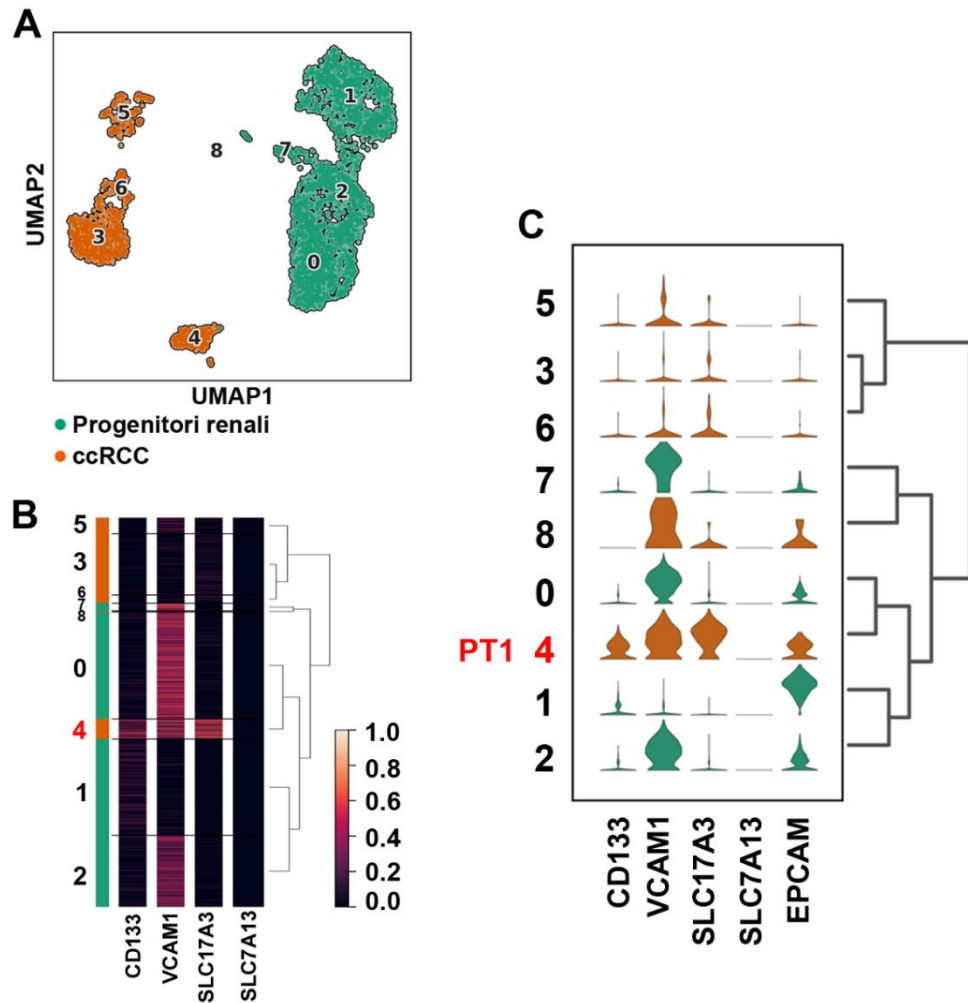 A
5
1
8
7
6
2
3
0
4
UMAP2
UMAP1
Progenitori renali
ccRCC
B
5
3
6
7
8
0
4
1
2
1.0
0.8
0.6
0.4
0.2
0.0
CD133
VCAM1
SLC17A3
SLC7A13
C
5
3
6
7
8
0
PT1 4
1
2
CD133
VCAM1
SLC17A3
SLC7A13
EPCAM